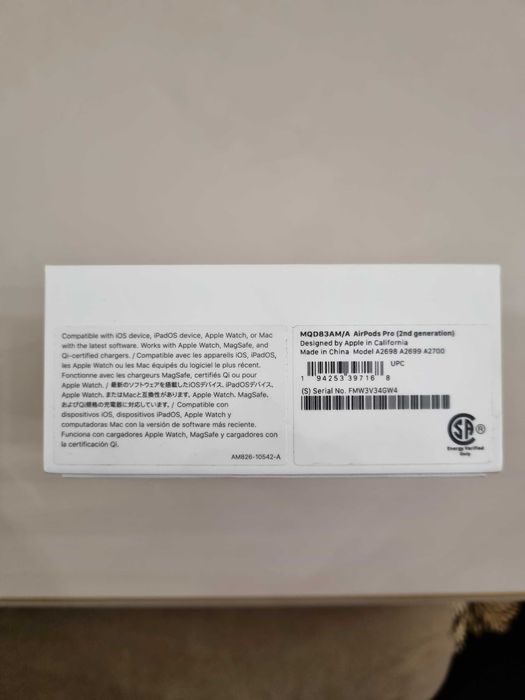 Compatible with iOS device, iPadOS device, Apple Watch, or Mac
with the latest software. Works with Apple Watch, MagSafe, and
Qi-certified chargers. / Compatible avec les appareils iOS, iPadOS,
les Apple Watch ou les Mac équipés du logiciel le plus récent.
Fonctionne avec les chargeurs MagSafe, certifiés Qi ou pour
Apple Watch. / 最新のソフトウェアを搭載したiOSデバイス、iPadOSデバイス、
Apple Watch、またはMacと互換性があります。Apple Watch、MagSafe、
およびQi規格の充電器に対応しています。/ Compatible con
dispositivos iOS, dispositivos iPadOS, Apple Watch y
computadoras Mac con la versión de software más reciente.
Funciona con cargadores Apple Watch, MagSafe y cargadores con
la certificación Qi.
AM826-10542-A
MQD83AM/A AirPods Pro (2nd generation)
Designed by Apple in California
Made in China Model A2698 A2699 A2700
UPC
1 94253 39716 8
(S) Serial No. FMW3V34GW4
SA ®
Energy Verified
Only